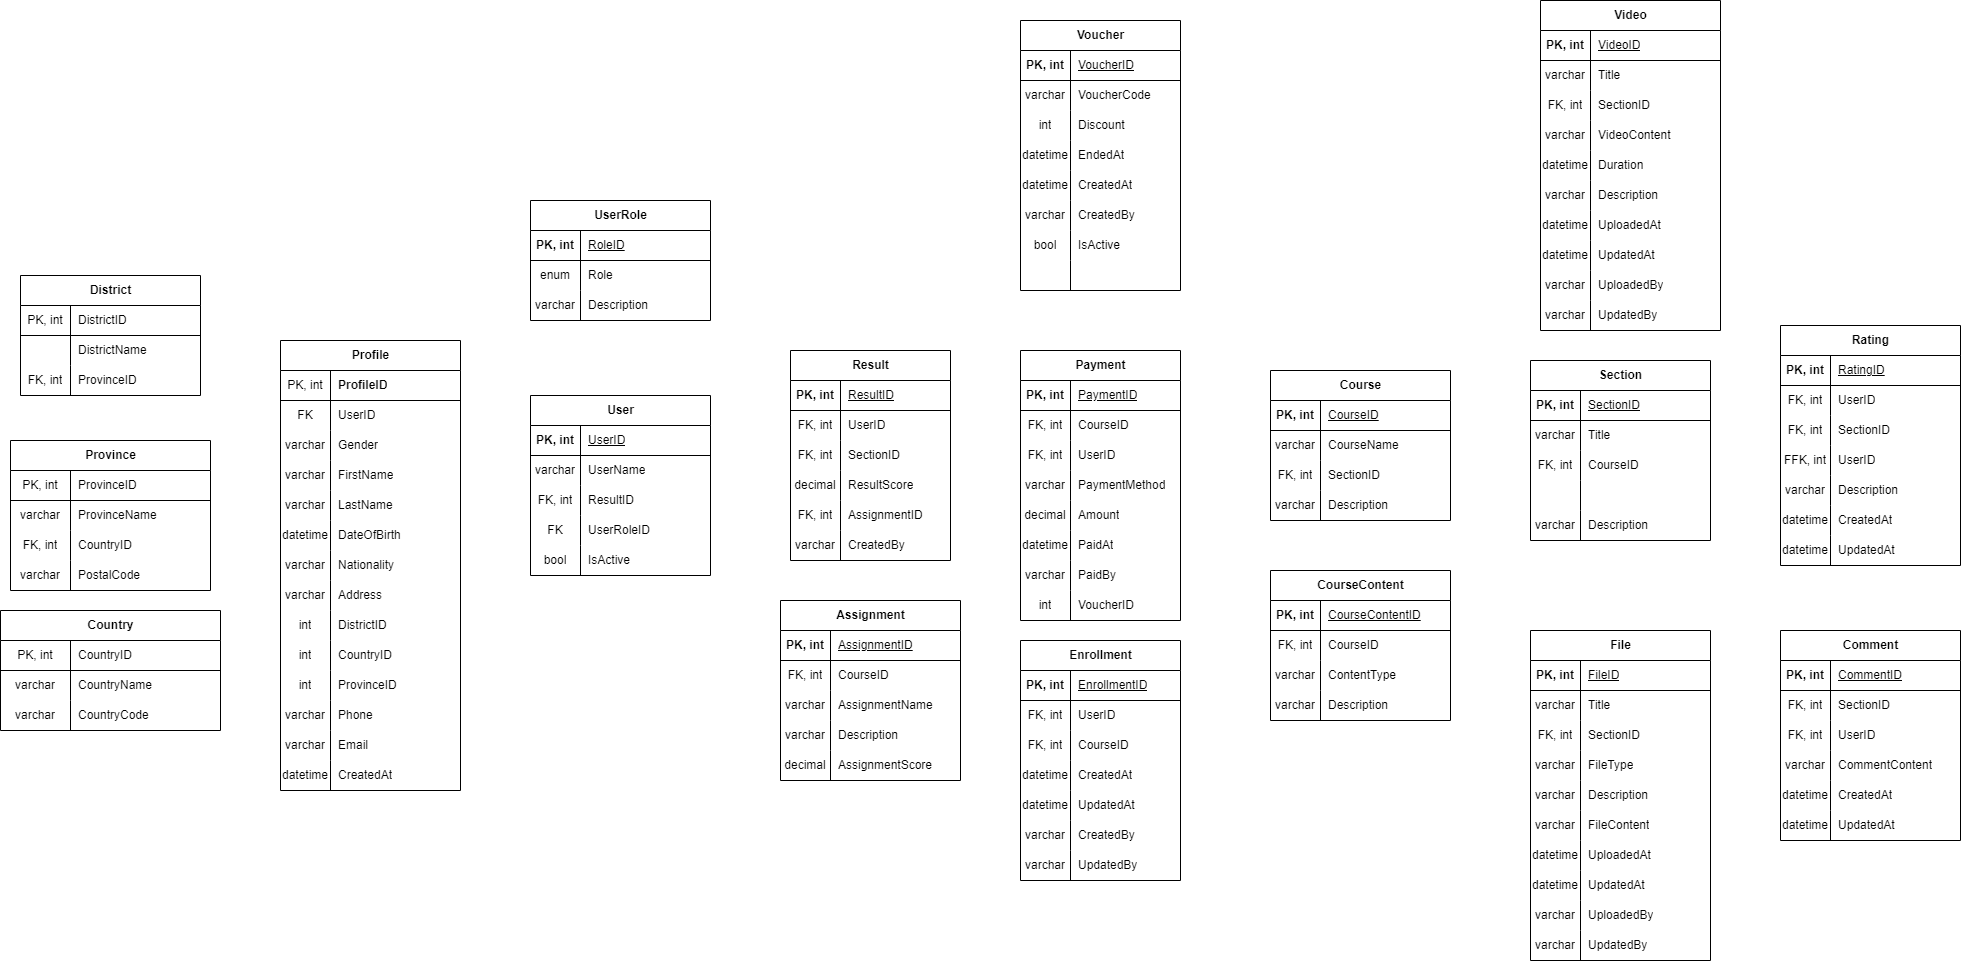 District
PK, int DistrictID
DistrictName
FK, int ProvinceID
Province
PK, int ProvinceID
varchar ProvinceName
FK, int CountryID
varchar PostalCode
Country
PK, int CountryID
varchar CountryName
varchar CountryCode
Profile
PK, int ProfileID
FK UserID
varchar Gender
varchar FirstName
varchar LastName
datetime DateOfBirth
varchar Nationality
varchar Address
int DistrictID
int CountryID
int ProvinceID
varchar Phone
varchar Email
datetime CreatedAt
UserRole
PK, int RoleID
enum Role
varchar Description
User
PK, int UserID
varchar UserName
FK, int ResultID
FK UserRoleID
bool IsActive
Result
PK, int ResultID
FK, int UserID
FK, int SectionID
decimal ResultScore
FK, int AssignmentID
varchar CreatedBy
Assignment
PK, int AssignmentID
FK, int CourseID
varchar AssignmentName
varchar Description
decimal AssignmentScore
Voucher
PK, int VoucherID
varchar VoucherCode
int Discount
datetime EndedAt
datetime CreatedAt
varchar CreatedBy
bool IsActive
Payment
PK, int PaymentID
FK, int CourseID
FK, int UserID
varchar PaymentMethod
decimal Amount
datetime PaidAt
varchar PaidBy
int VoucherID
Enrollment
PK, int EnrollmentID
FK, int UserID
FK, int CourseID
datetime CreatedAt
datetime UpdatedAt
varchar CreatedBy
varchar UpdatedBy
Course
PK, int CourseID
varchar CourseName
FK, int SectionID
varchar Description
CourseContent
PK, int CourseContentID
FK, int CourseID
varchar ContentType
varchar Description
Video
PK, int VideoID
varchar Title
FK, int SectionID
varchar VideoContent
datetime Duration
varchar Description
datetime UploadedAt
datetime UpdatedAt
varchar UploadedBy
varchar UpdatedBy
Section
PK, int SectionID
varchar Title
FK, int CourseID
varchar Description
File
PK, int FileID
varchar Title
FK, int SectionID
varchar FileType
varchar Description
varchar FileContent
datetime UploadedAt
datetime UpdatedAt
varchar UploadedBy
varchar UpdatedBy
Rating
PK, int RatingID
FK, int UserID
FK, int SectionID
FFK, int UserID
varchar Description
datetime CreatedAt
datetime UpdatedAt
Comment
PK, int CommentID
FK, int SectionID
FK, int UserID
varchar CommentContent
datetime CreatedAt
datetime UpdatedAt